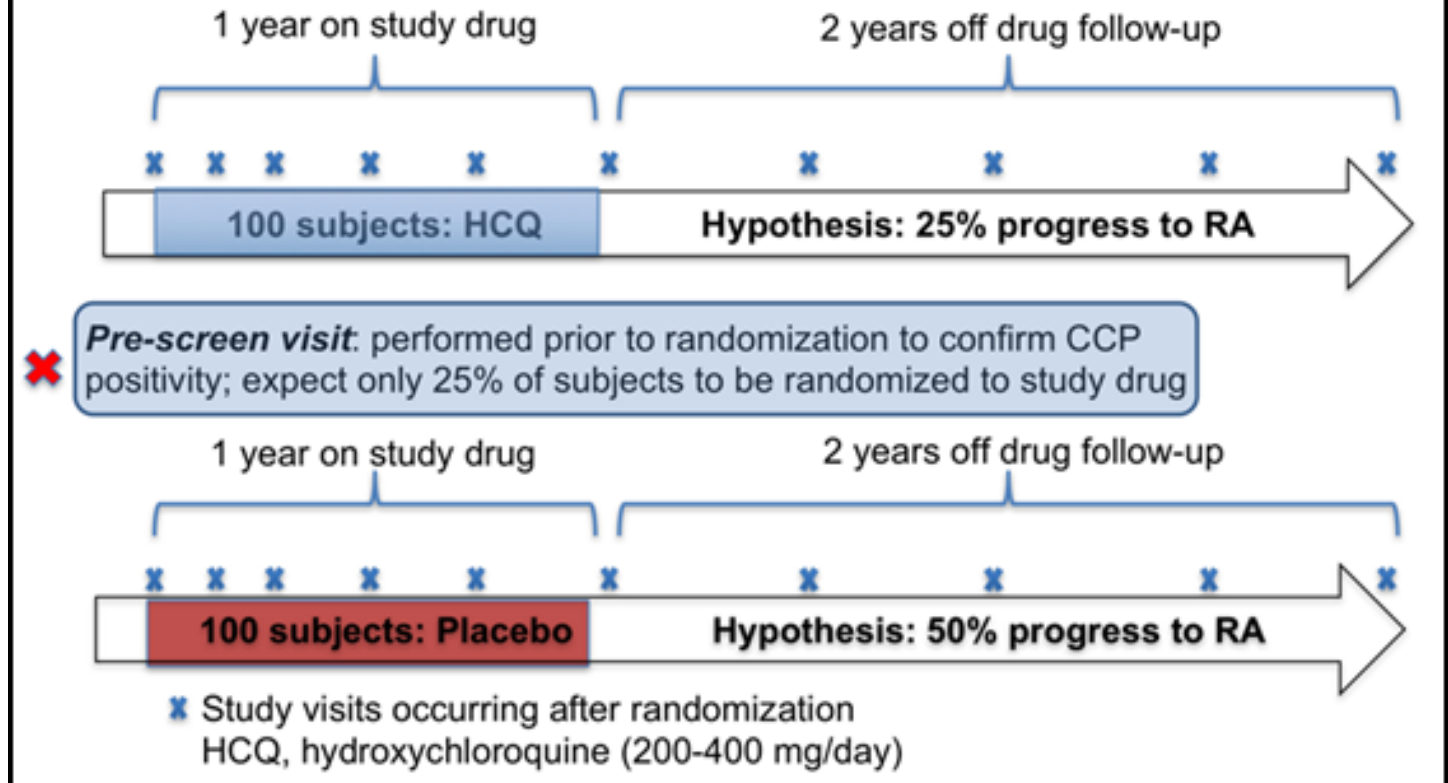 1 year on study drug
2 years off drug follow-up
100 subjects: HCQ
Hypothesis: 25% progress to RA
Pre-screen visit: performed prior to randomization to confirm CCP
positivity; expect only 25% of subjects to be randomized to study drug
1 year on study drug
2 years off drug follow-up
100 subjects: Placebo
Hypothesis: 50% progress to RA
Study visits occurring after randomization
HCQ, hydroxychloroquine (200-400 mg/day)